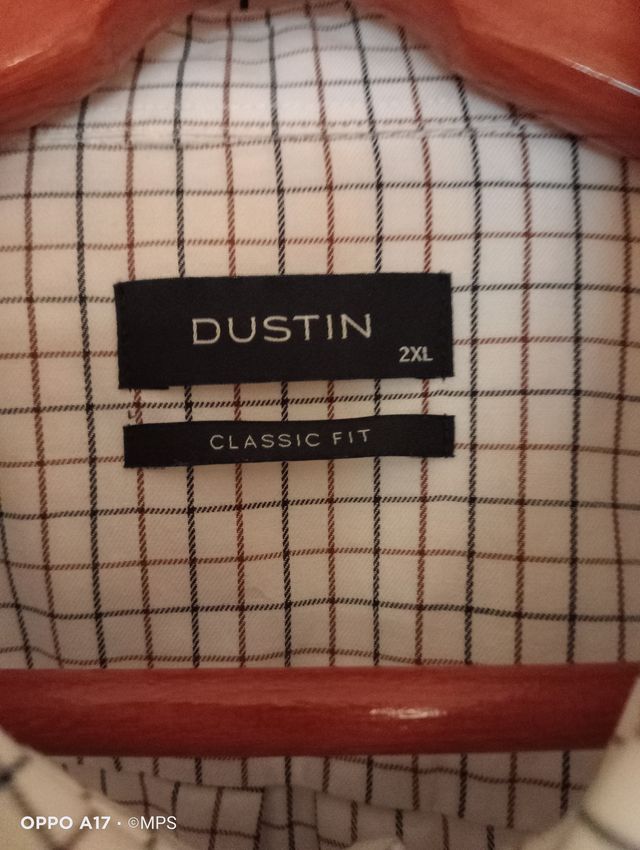 DUSTIN
2XL
CLASSIC FIT
OPPO A17 · ©MPS